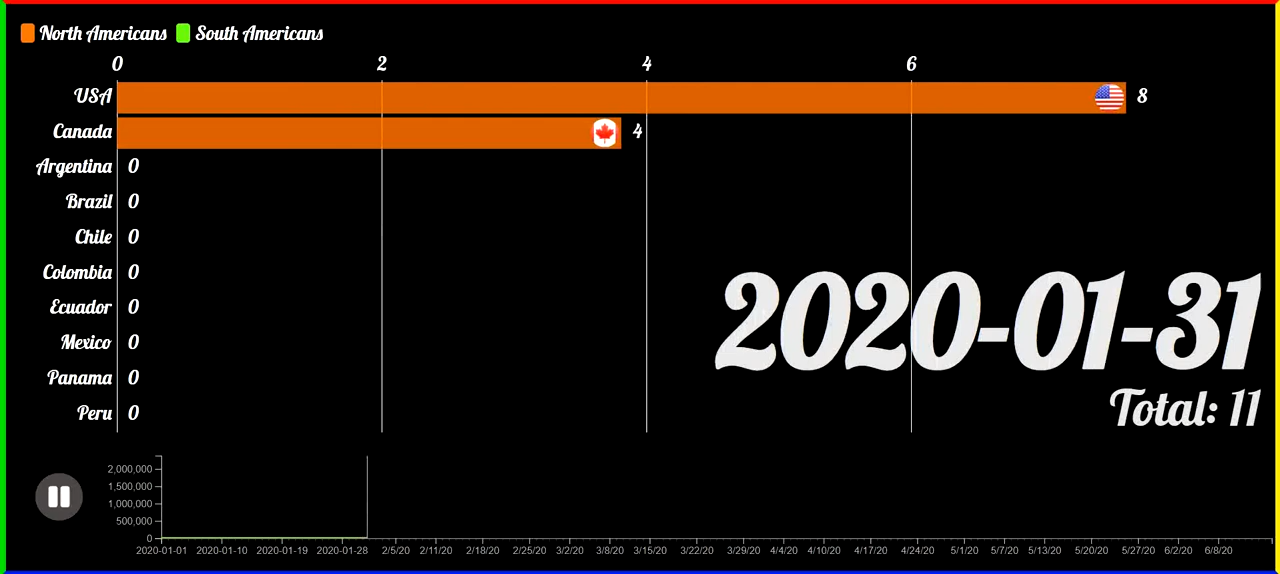 North Americans South Americans
0 2 4 6
USA 8
Canada 4
Argentina 0
Brazil 0
Chile 0
Colombia 0
Ecuador 0
Mexico 0
Panama 0
Peru 0
2020-01-31
Total: 11
2,000,000
1,500,000
1,000,000
500,000
0
2020-01-01 2020-01-10 2020-01-19 2020-01-28 2/5/20 2/11/20 2/18/20 2/25/20 3/2/20 3/8/20 3/15/20 3/22/20 3/29/20 4/4/20 4/10/20 4/17/20 4/24/20 5/1/20 5/7/20 5/13/20 5/20/20 5/27/20 6/2/20 6/8/20